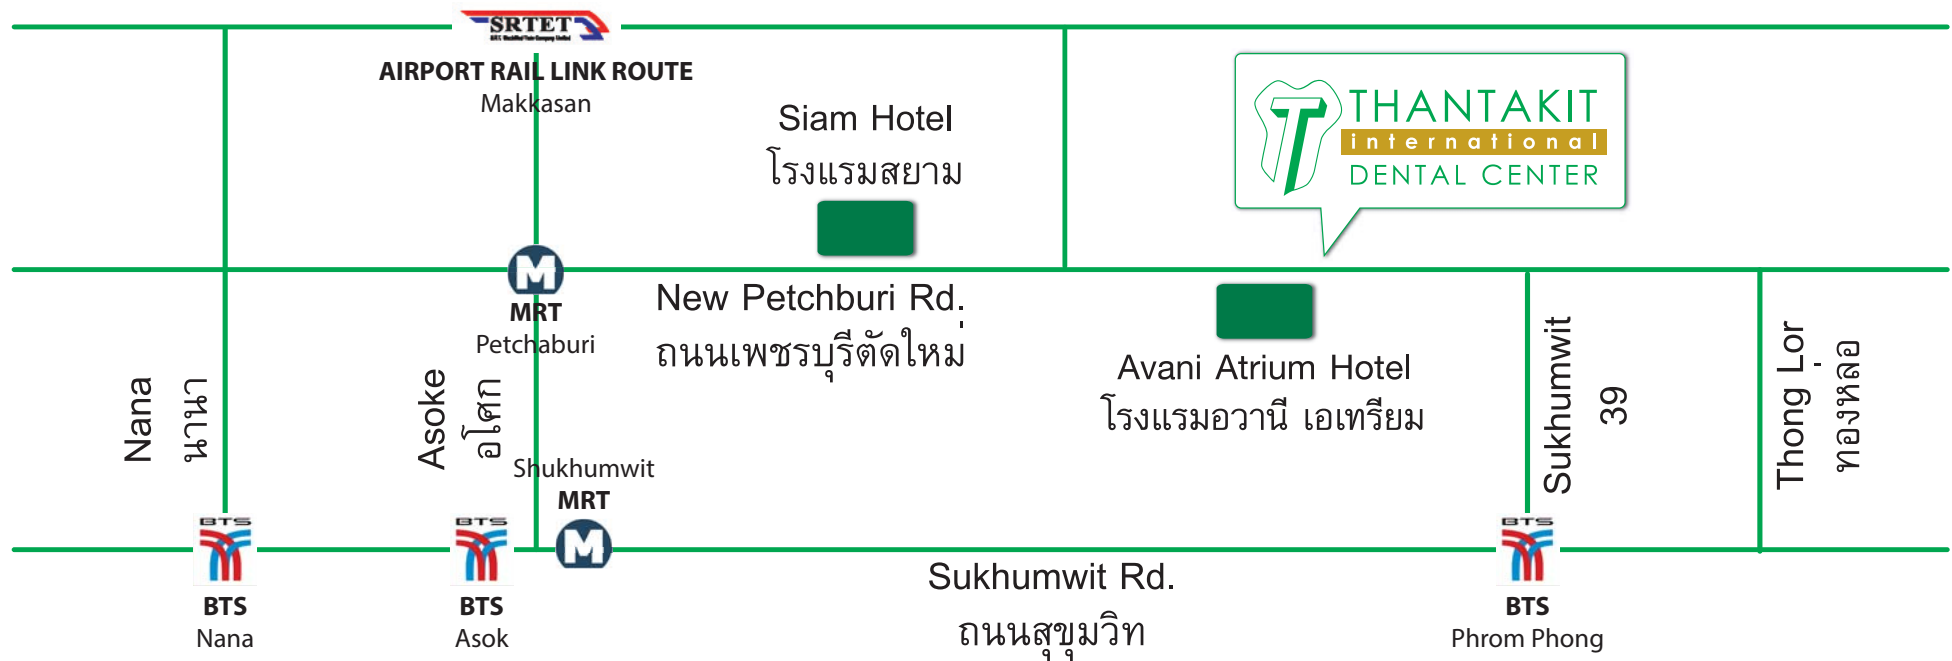 SRTET
AIRPORT RAIL LINK ROUTE
Makkasan
Siam Hotel
โรงแรมสยาม
THANTAKIT
international
DENTAL CENTER
MRT
Petchaburi
New Petchburi Rd.
ถนนเพชรบุรีตัดใหม่
Avani Atrium Hotel
โรงแรมอวานี เอเทรียม
Nana
นานา
Asoke
อโศก
Sukhumwit
39
Thong Lor
ทองหล่อ
Shukhumwit
MRT
BTS
BTS
BTS
BTS
Nana
BTS
Asok
Sukhumwit Rd.
ถนนสุขุมวิท
BTS
Phrom Phong